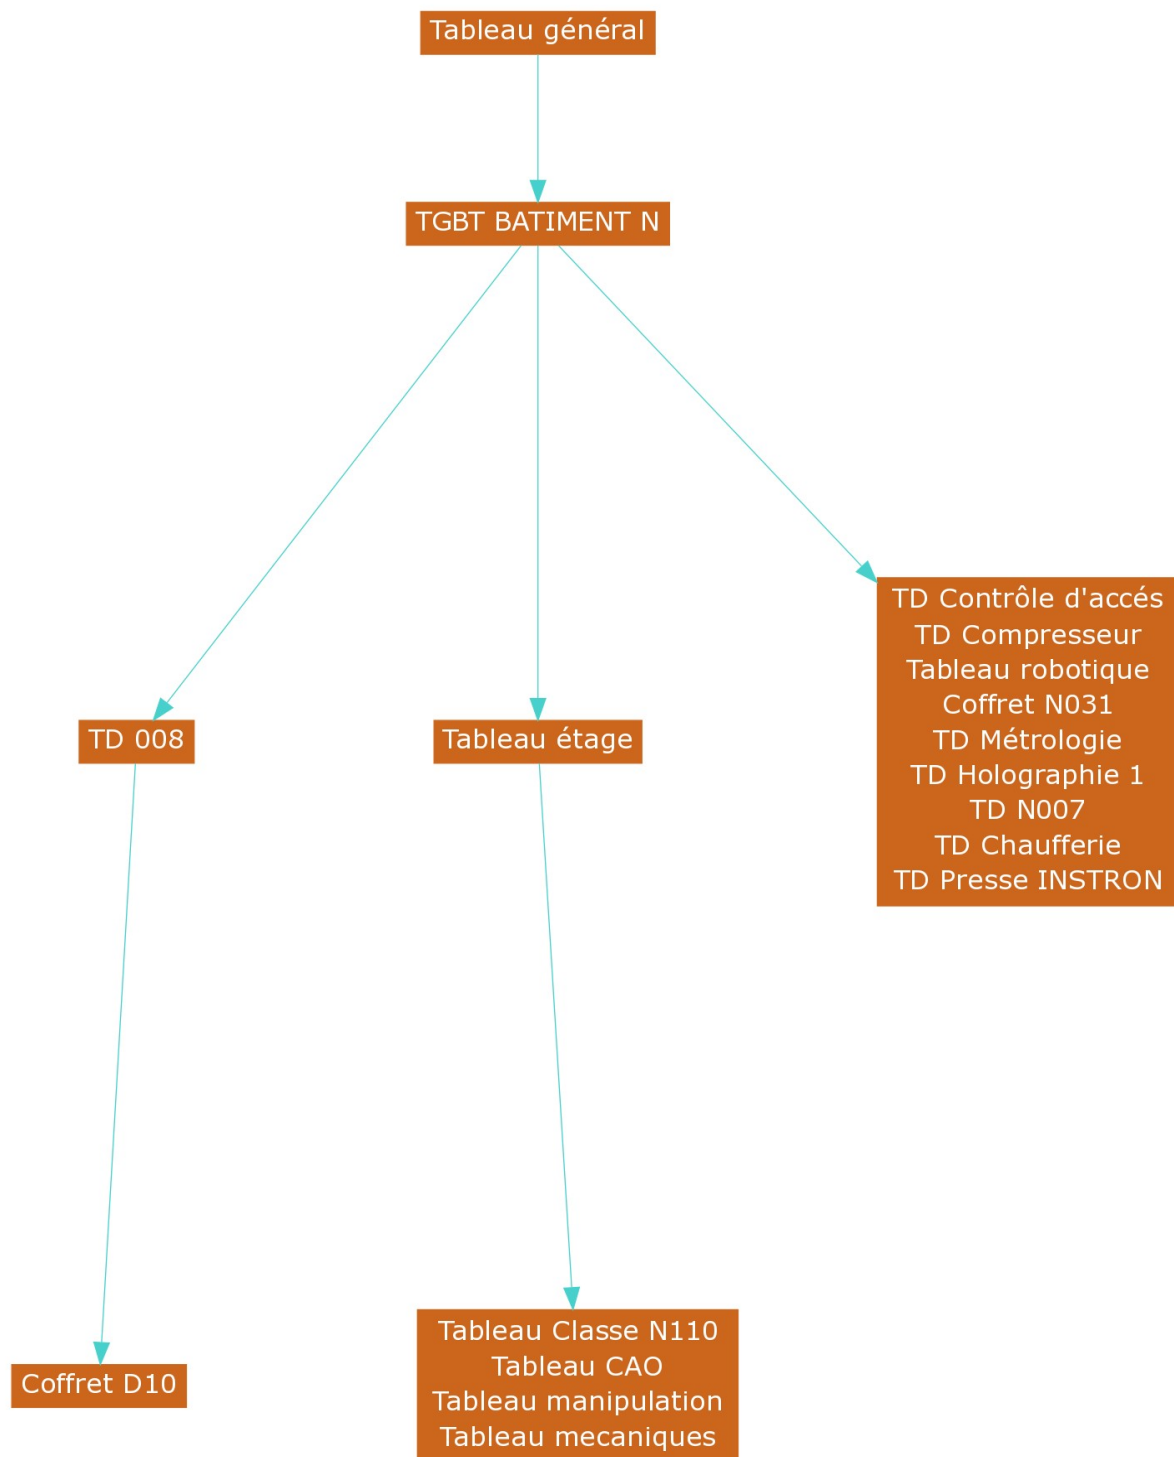 Tableau général
TGBT BATIMENT N
TD Contrôle d'accés
TD Compresseur
Tableau robotique
Coffret N031
TD Métrologie
TD Holographie 1
TD N007
TD Chaufferie
TD Presse INSTRON
TD 008
Tableau étage
Tableau Classe N110
Tableau CAO
Tableau manipulation
Tableau mecaniques
Coffret D10